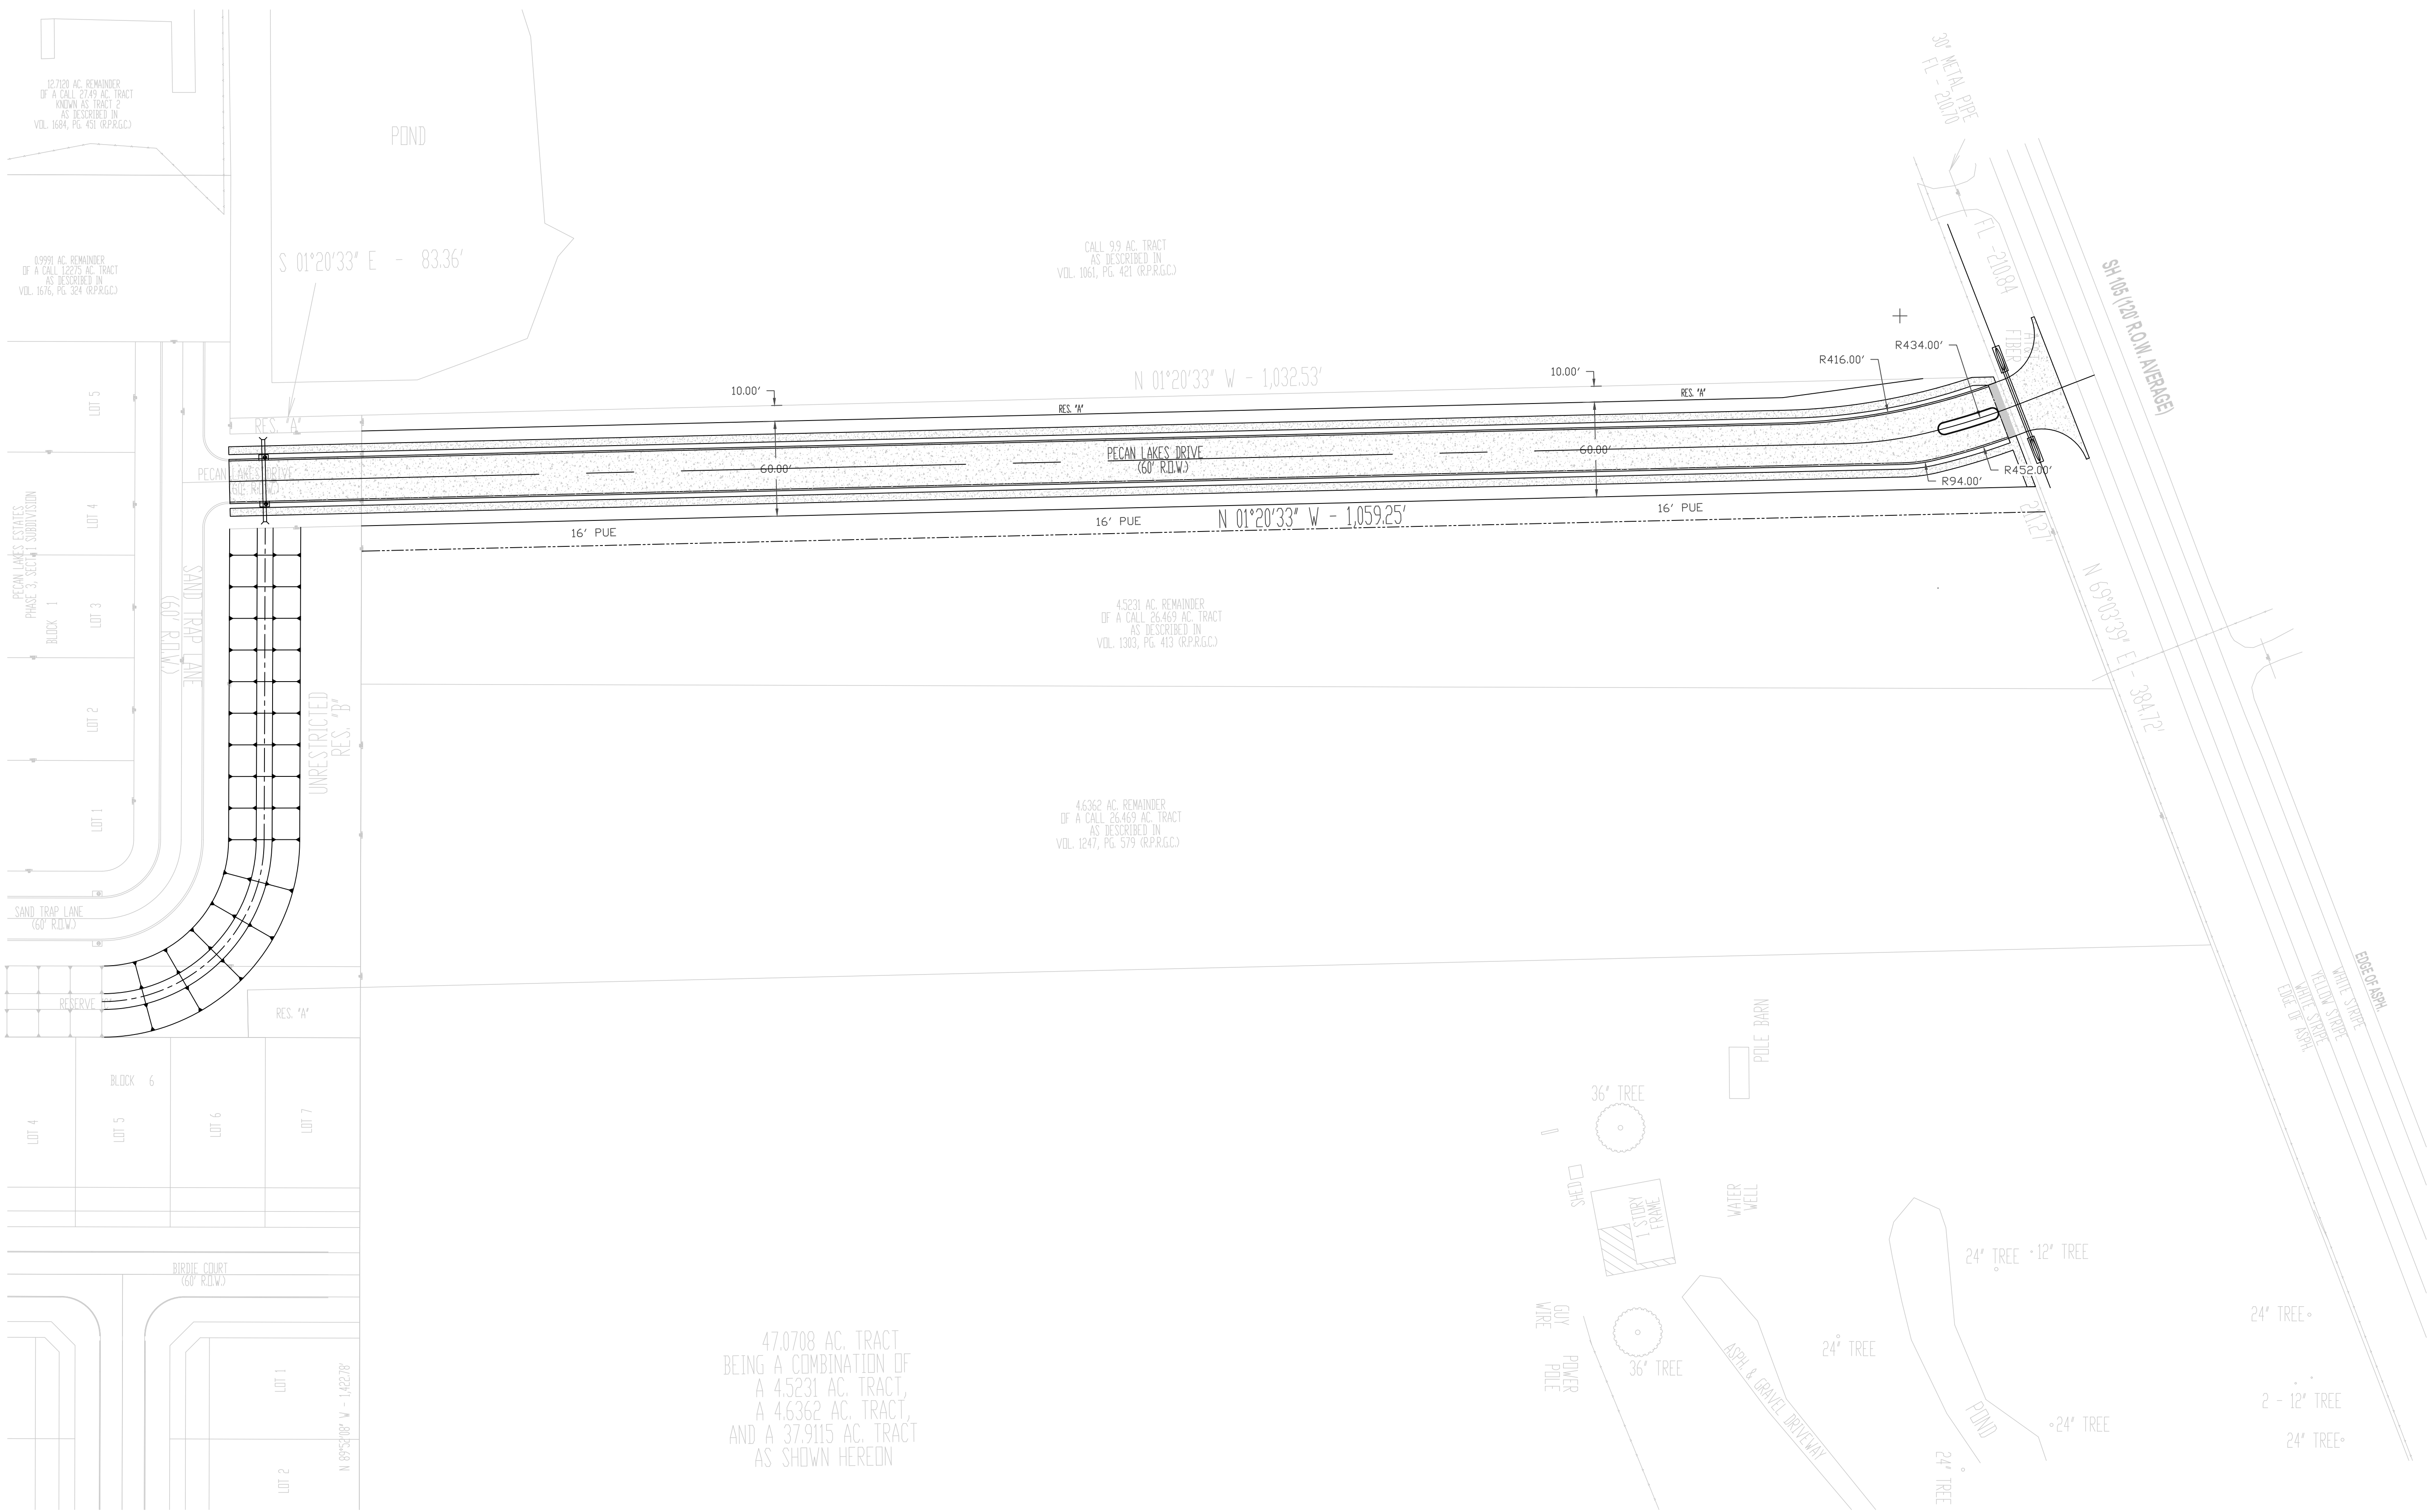 12.7120 AC. REMAINDER
OF A CALL 27.49 AC. TRACT
KNOWN AS TRACT 2
AS DESCRIBED IN
VOL. 1684, PG. 451 (R.P.R.G.C.)
POND
30" METAL PIPE
FL - 210.70
0.9991 AC. REMAINDER
OF A CALL 1.2275 AC. TRACT
AS DESCRIBED IN
VOL. 1676, PG. 324 (R.P.R.G.C.)
S 01°20'33" E - 83.36'
CALL 9.9 AC. TRACT
AS DESCRIBED IN
VOL. 1061, PG. 421 (R.P.R.G.C.)
FL -210.84
SH 105 (120' R.O.W. AVERAGE)
FIBER
R434.00'
R416.00'
10.00'
10.00'
N 01°20'33" W - 1,032.53'
RES. "A"
RES. "A"
RES. "A"
LOT 5
PECAN LAKES DRIVE
(60' R.O.W.)
60.00'
PECAN LAKES DRIVE
(60' R.O.W.)
60.00'
R452.00'
R94.00'
16' PUE
16' PUE
N 01°20'33" W - 1,059.25'
16' PUE
PECAN LAKES ESTATES
PHASE 3, SECT. 1 SUBDIVISION
BLOCK 1
LOT 4
LOT 3
LOT 2
LOT 1
SAND TRAP LANE
(60' R.O.W.)
UNRESTRICTED
RES. "B"
4.5231 AC. REMAINDER
OF A CALL 26.469 AC. TRACT
AS DESCRIBED IN
VOL. 1303, PG. 413 (R.P.R.G.C.)
N 69°03'39" E - 384.72'
4.6362 AC. REMAINDER
OF A CALL 26.469 AC. TRACT
AS DESCRIBED IN
VOL. 1247, PG. 579 (R.P.R.G.C.)
SAND TRAP LANE
(60' R.O.W.)
RESERVE
RES. "A"
EDGE OF ASPH.
WHITE STRIPE
YELLOW STRIPE
WHITE STRIPE
EDGE OF ASPH.
POLE BARN
36" TREE
BLOCK 6
LOT 4
LOT 5
LOT 6
LOT 7
SHED
1 STORY
FRAME
WATER
WELL
24" TREE
12" TREE
BIRDIE COURT
(60' R.O.W.)
GUY
WIRE
POWER
POLE
36" TREE
24" TREE
24" TREE
ASPH. & GRAVEL DRIVEWAY
POND
24" TREE
2 - 12" TREE
24" TREE
24" TREE
LOT 1
LOT 2
N 89°52'08" W - 1,422.78'
47.0708 AC. TRACT
BEING A COMBINATION OF
A 4.5231 AC. TRACT,
A 4.6362 AC. TRACT,
AND A 37.9115 AC. TRACT
AS SHOWN HEREON